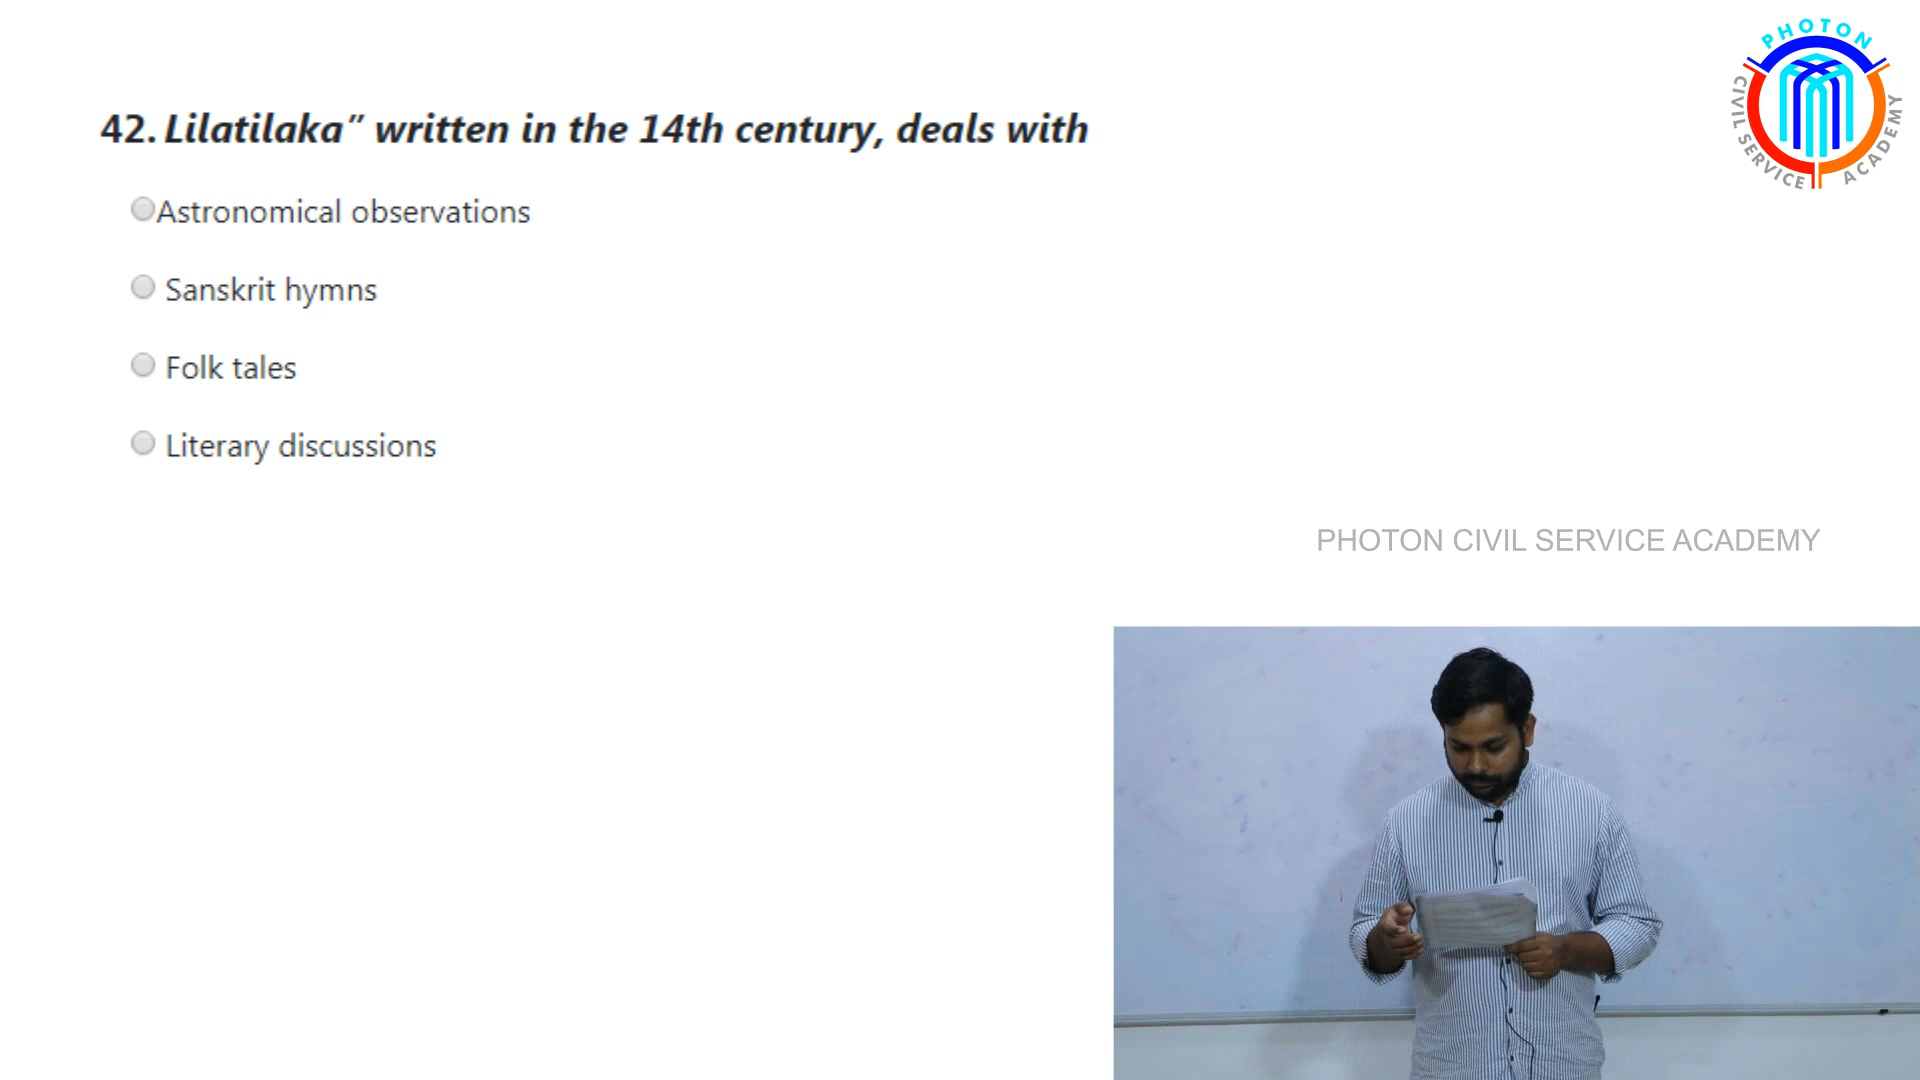 PHOTON
CIVIL SERVICE ACADEMY
42. Lilatilaka” written in the 14th century, deals with
Astronomical observations
Sanskrit hymns
Folk tales
Literary discussions
PHOTON CIVIL SERVICE ACADEMY